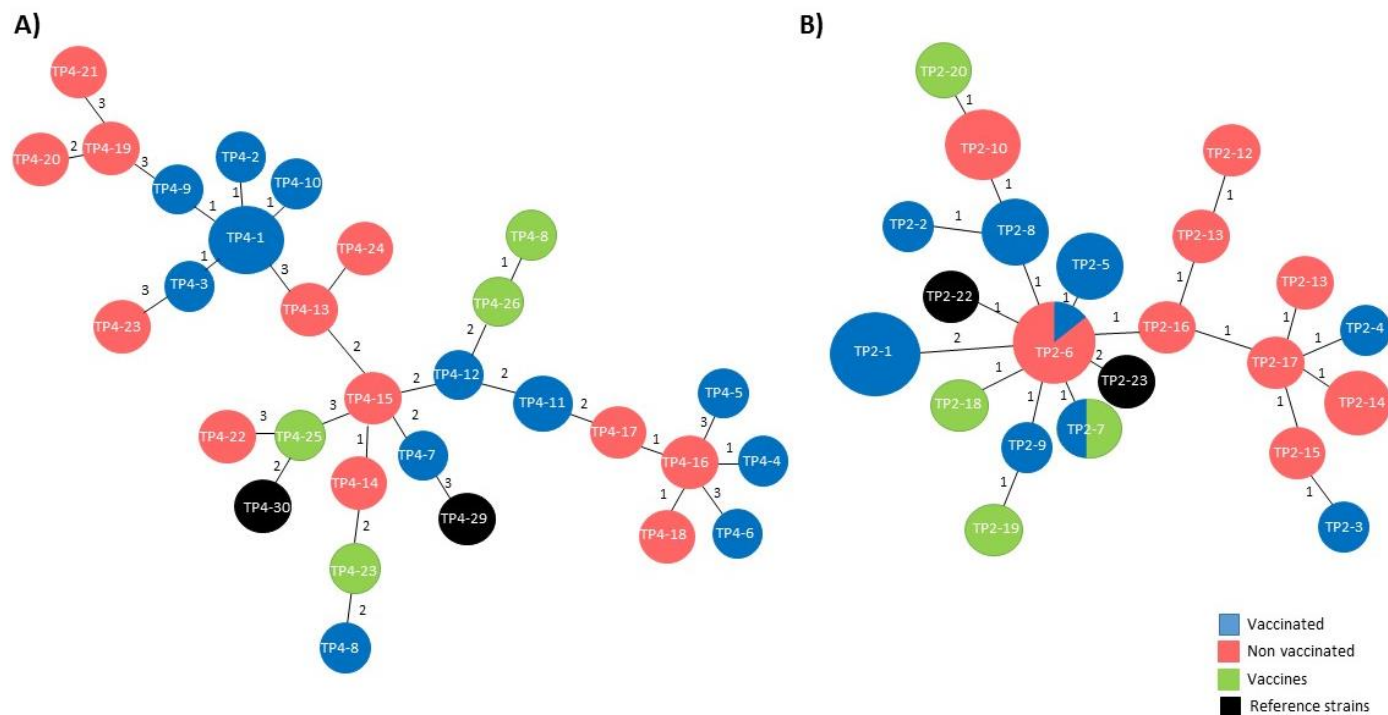 A)
B)
TP4-21
3
TP4-20
2
TP4-19
3
TP4-9
TP4-2
TP4-10
1
1
1
TP4-1
1
TP4-3
3
TP4-23
3
TP4-24
TP4-13
2
TP4-8
1
TP4-26
2
TP4-12
2
2
TP4-11
2
TP4-15
3
2
1
TP4-22
3
TP4-25
2
TP4-30
TP4-14
TP4-7
3
TP4-29
2
TP4-23
2
TP4-8
TP4-17
1
TP4-16
TP4-5
3
1
TP4-4
3
TP4-6
1
TP4-18
TP2-20
1
TP2-10
1
TP2-2
1
TP2-8
1
TP2-5
1
TP2-22
1
TP2-1
2
TP2-6
1
2
TP2-23
TP2-18
1
1
TP2-9
1
TP2-7
1
TP2-19
TP2-12
1
TP2-13
1
TP2-16
1
TP2-13
1
TP2-4
1
TP2-17
1
TP2-14
1
TP2-15
1
TP2-3
Vaccinated
Non vaccinated
Vaccines
Reference strains